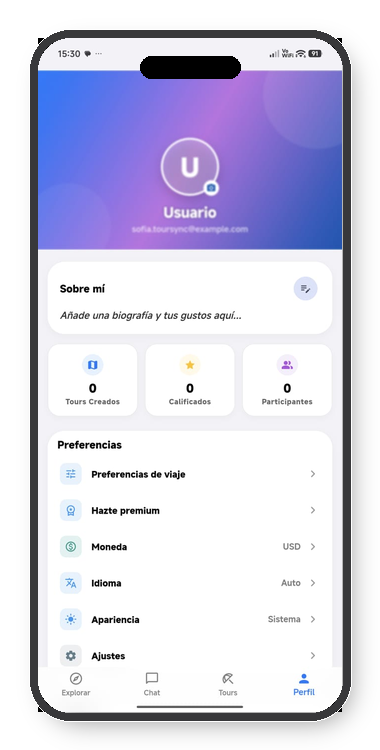 15:30
Vo
WiFi
91
U
Usuario
sofia.toursync@example.com
Sobre mí
Añade una biografía y tus gustos aquí...
0
Tours Creados
0
Calificados
0
Participantes
Preferencias
Preferencias de viaje
Hazte premium
Moneda USD
Idioma Auto
Apariencia Sistema
Ajustes
Explorar Chat Tours Perfil